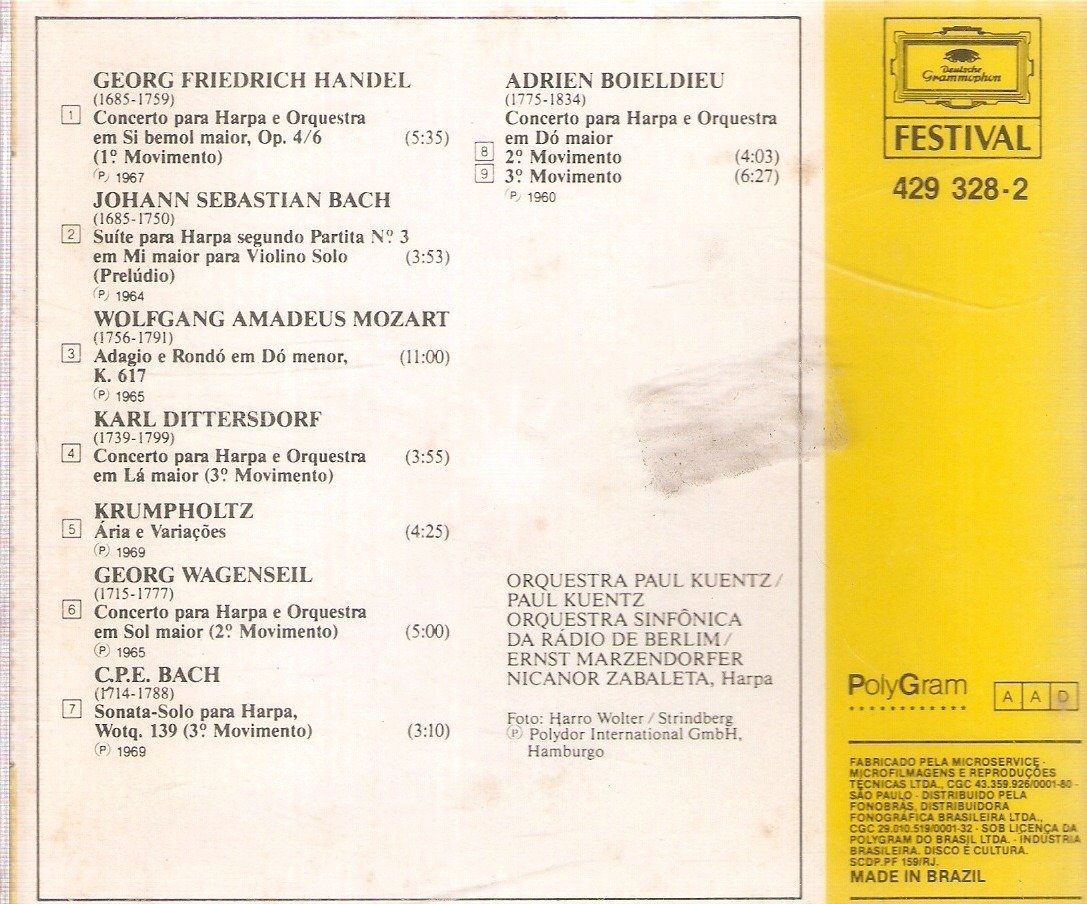 GEORG FRIEDRICH HANDEL
(1685-1759)
1 Concerto para Harpa e Orquestra
em Si bemol maior, Op. 4/6 (5:35)
(1º Movimento)
Ⓟ 1967
JOHANN SEBASTIAN BACH
(1685-1750)
2 Suíte para Harpa segundo Partita Nº 3
em Mi maior para Violino Solo (3:53)
(Prelúdio)
Ⓟ 1964
WOLFGANG AMADEUS MOZART
(1756-1791)
3 Adagio e Rondó em Dó menor, (11:00)
K. 617
Ⓟ 1965
KARL DITTERSDORF
(1739-1799)
4 Concerto para Harpa e Orquestra (3:55)
em Lá maior (3º Movimento)
KRUMPHOLTZ
5 Ária e Variações (4:25)
Ⓟ 1969
GEORG WAGENSEIL
(1715-1777)
6 Concerto para Harpa e Orquestra
em Sol maior (2º Movimento) (5:00)
Ⓟ 1965
C.P.E. BACH
(1714-1788)
7 Sonata-Solo para Harpa,
Wotq. 139 (3º Movimento) (3:10)
Ⓟ 1969
ADRIEN BOIELDIEU
(1775-1834)
Concerto para Harpa e Orquestra
em Dó maior
8 2º Movimento (4:03)
9 3º Movimento (6:27)
Ⓟ 1960
ORQUESTRA PAUL KUENTZ/
PAUL KUENTZ
ORQUESTRA SINFÔNICA
DA RÁDIO DE BERLIM/
ERNST MARZENDORFER
NICANOR ZABALETA, Harpa
Foto: Harro Wolter/Strindberg
Ⓟ Polydor International GmbH,
Hamburgo
Deutsche
Grammophon
FESTIVAL
429 328-2
PolyGram
A A D
FABRICADO PELA MICROSERVICE -
MICROFILMAGENS E REPRODUÇÕES
TÉCNICAS LTDA., CGC 43.359.926/0001-80 -
SÃO PAULO - DISTRIBUIDO PELA
FONOBRÁS, DISTRIBUIDORA
FONOGRÁFICA BRASILEIRA LTDA.,
CGC 29.010.519/0001-32 - SOB LICENÇA DA
POLYGRAM DO BRASIL LTDA. - INDÚSTRIA
BRASILEIRA. DISCO É CULTURA.
SCDP.PF 159/RJ.
MADE IN BRAZIL